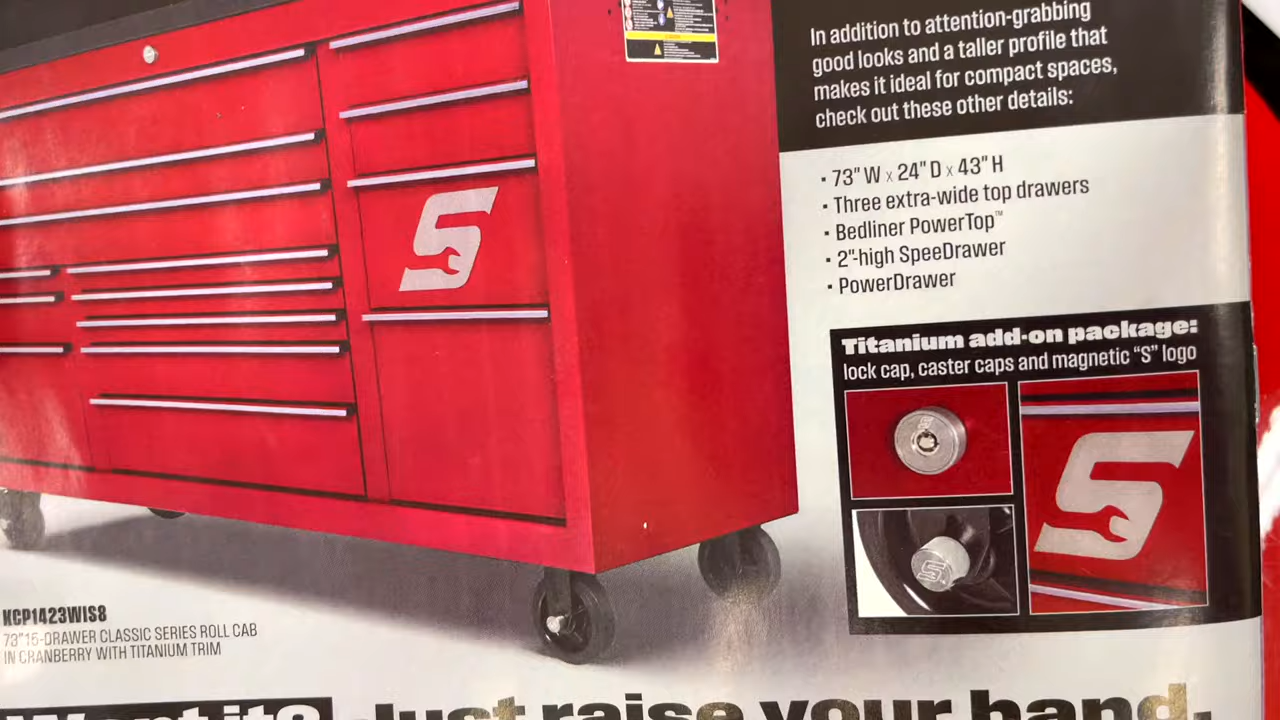 In addition to attention-grabbing
good looks and a taller profile that
makes it ideal for compact spaces,
check out these other details:
· 73" W x 24" D x 43" H
· Three extra-wide top drawers
· Bedliner PowerTop™
· 2"-high SpeeDrawer
· PowerDrawer
Titanium add-on package:
lock cap, caster caps and magnetic “S” logo
S
S
S
KCP1423WIS8
73" 15-DRAWER CLASSIC SERIES ROLL CAB
IN CRANBERRY WITH TITANIUM TRIM
Want it? Just raise your hand.